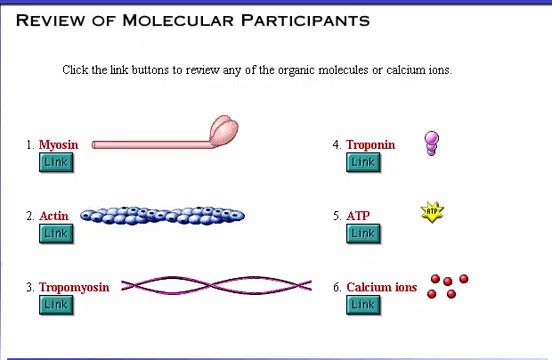 REVIEW OF MOLECULAR PARTICIPANTS
Click the link buttons to review any of the organic molecules or calcium ions.
1. Myosin
Link
2. Actin
Link
3. Tropomyosin
Link
4. Troponin
Link
5. ATP
Link
ATP
6. Calcium ions
Link